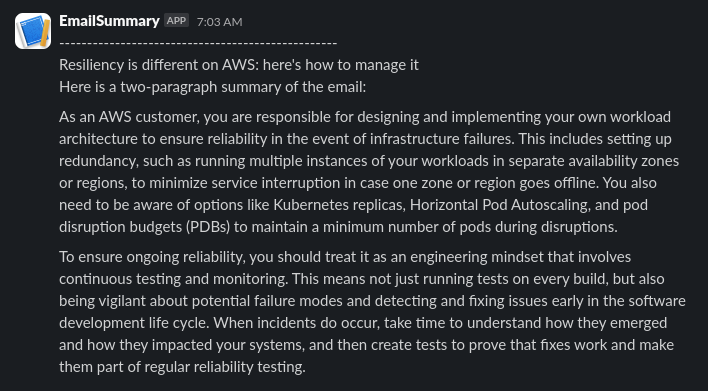 EmailSummary APP 7:03 AM
--------------------------------------------------
Resiliency is different on AWS: here's how to manage it
Here is a two-paragraph summary of the email:
As an AWS customer, you are responsible for designing and implementing your own workload
architecture to ensure reliability in the event of infrastructure failures. This includes setting up
redundancy, such as running multiple instances of your workloads in separate availability zones
or regions, to minimize service interruption in case one zone or region goes offline. You also
need to be aware of options like Kubernetes replicas, Horizontal Pod Autoscaling, and pod
disruption budgets (PDBs) to maintain a minimum number of pods during disruptions.
To ensure ongoing reliability, you should treat it as an engineering mindset that involves
continuous testing and monitoring. This means not just running tests on every build, but also
being vigilant about potential failure modes and detecting and fixing issues early in the software
development life cycle. When incidents do occur, take time to understand how they emerged
and how they impacted your systems, and then create tests to prove that fixes work and make
them part of regular reliability testing.